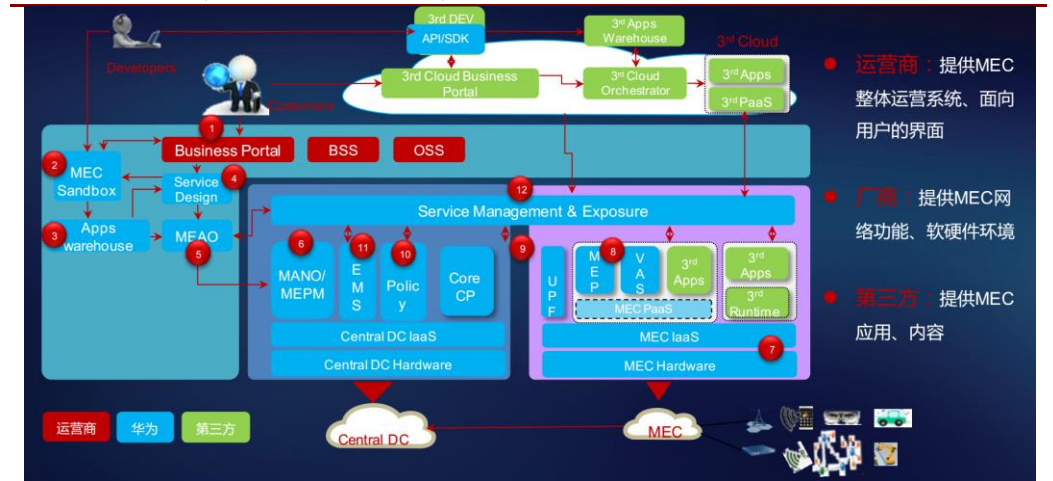 3rd DEV
API/SDK
3rd Apps
Warehouse
3rd Cloud
Developers
3rd Cloud Business
Portal
3rd Cloud
Orchestrator
3rd Apps
3rd PaaS
Customers
1
Business Portal
BSS
OSS
2
MEC
Sandbox
Service
Design
4
3
Apps
warehouse
MEAO
5
12
Service Management & Exposure
6
MANO/
MEPM
11
EMS
10
Polic
y
Core
CP
9
UPF
MEP
8
VAS
3rd
Apps
MEC PaaS
3rd
Apps
3rd
Runtime
Central DC IaaS
MEC IaaS
7
Central DC Hardware
MEC Hardware
运营商
华为
第三方
Central DC
MEC
运营商：提供MEC
整体运营系统、面向
用户的界面
厂商：提供MEC网
络功能、软硬件环境
第三方：提供MEC
应用、内容